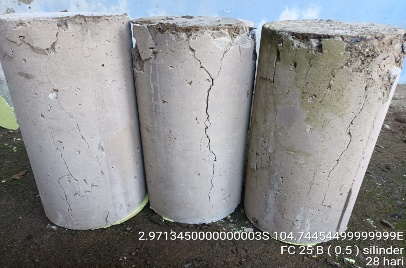 2.9713450000000003S 104.74454499999999E
FC 25 B ( 0.5 ) silinder
28 hari